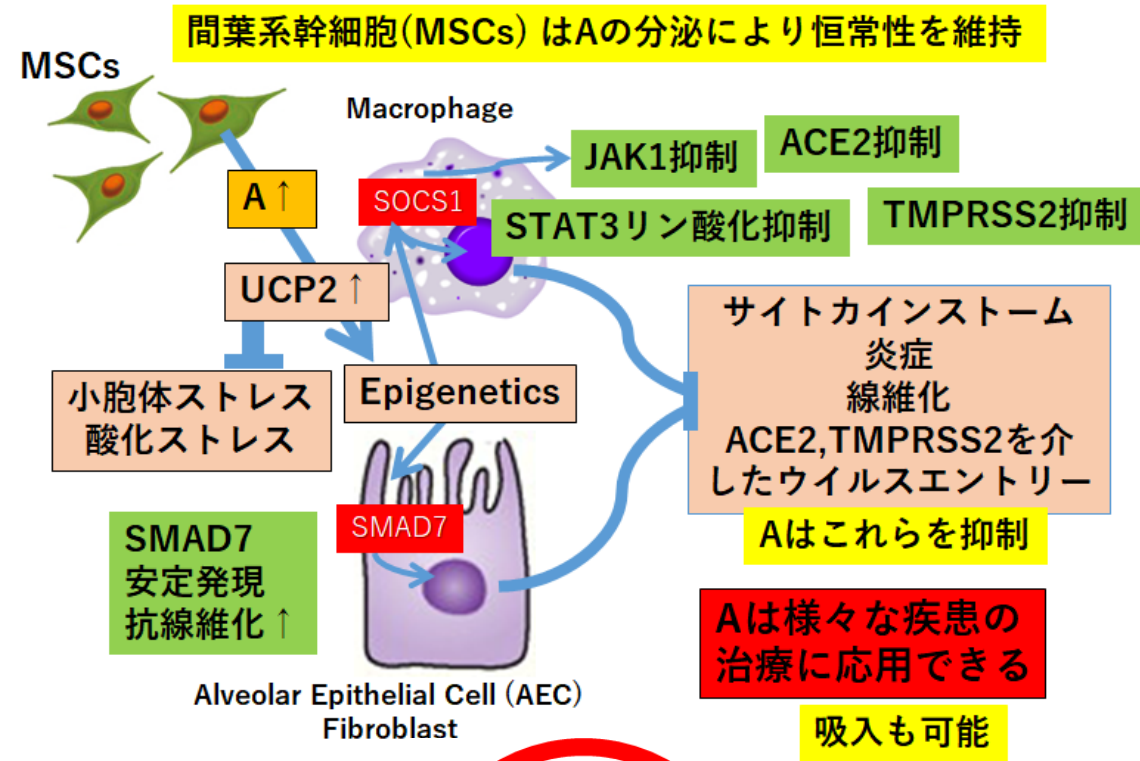 間葉系幹細胞(MSCs) はAの分泌により恒常性を維持
MSCs
Macrophage
JAK1抑制
ACE2抑制
A↑
SOCS1
STAT3リン酸化抑制
TMPRSS2抑制
UCP2↑
サイトカインストーム
炎症
線維化
ACE2,TMPRSS2を介
したウイルスエントリー
小胞体ストレス
酸化ストレス
Epigenetics
SMAD7
Aはこれらを抑制
SMAD7
安定発現
抗線維化↑
Aは様々な疾患の
治療に応用できる
Alveolar Epithelial Cell (AEC)
Fibroblast
吸入も可能